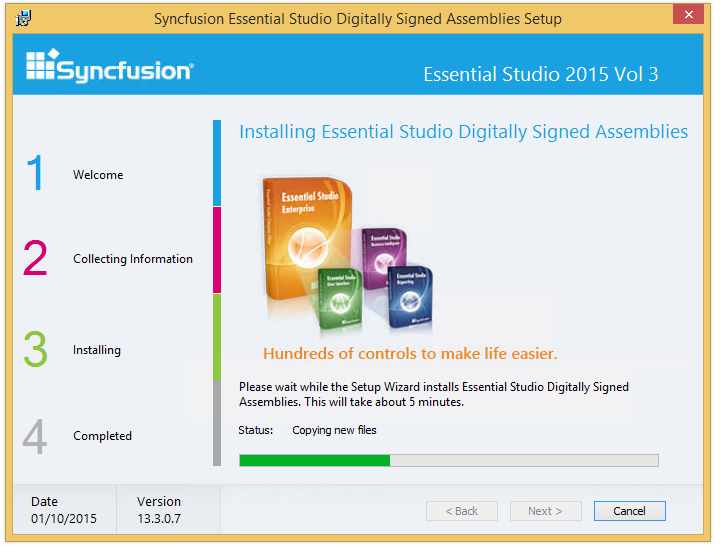 Syncfusion Essential Studio Digitally Signed Assemblies Setup
Syncfusion®
Essential Studio 2015 Vol 3
Installing Essential Studio Digitally Signed Assemblies
1 Welcome
2 Collecting Information
3 Installing
4 Completed
Essential Studio
Enterprise
Essential Studio
Business Intelligence
Essential Studio
User Interface
Essential Studio
Reporting
Hundreds of controls to make life easier.
Please wait while the Setup Wizard installs Essential Studio Digitally Signed
Assemblies. This will take about 5 minutes.
Status: Copying new files
Date
01/10/2015
Version
13.3.0.7
< Back
Next >
Cancel